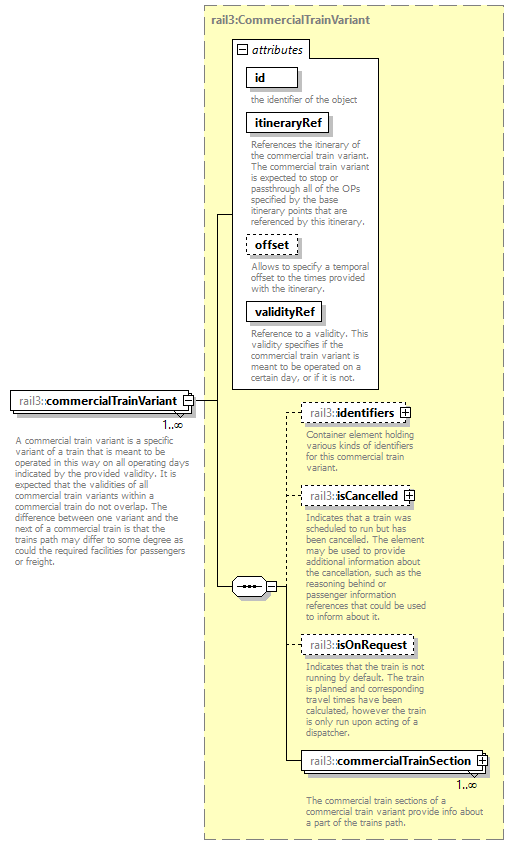 rail3:CommercialTrainVariant
attributes
id
the identifier of the object
itineraryRef
References the itinerary of
the commercial train variant.
The commercial train variant
is expected to stop or
passthrough all of the OPs
specified by the base
itinerary points that are
referenced by this itinerary.
offset
Allows to specify a temporal
offset to the times provided
with the itinerary.
validityRef
Reference to a validity. This
validity specifies if the
commercial train variant is
meant to be operated on a
certain day, or if it is not.
rail3::commercialTrainVariant
1..∞
A commercial train variant is a specific
variant of a train that is meant to be
operated in this way on all operating days
indicated by the provided validity. It is
expected that the validities of all
commercial train variants within a
commercial train do not overlap. The
difference between one variant and the
next of a commercial train is that the
trains path may differ to some degree as
could the required facilities for passengers
or freight.
rail3::identifiers
Container element holding
various kinds of identifiers
for this commercial train
variant.
rail3::isCancelled
Indicates that a train was
scheduled to run but has
been cancelled. The element
may be used to provide
additional information about
the cancellation, such as the
reasoning behind or
passenger information
references that could be used
to inform about it.
rail3::isOnRequest
Indicates that the train is not
running by default. The train
is planned and corresponding
travel times have been
calculated, however the train
is only run upon acting of a
dispatcher.
rail3::commercialTrainSection
1..∞
The commercial train sections of a
commercial train variant provide info about
a part of the trains path.